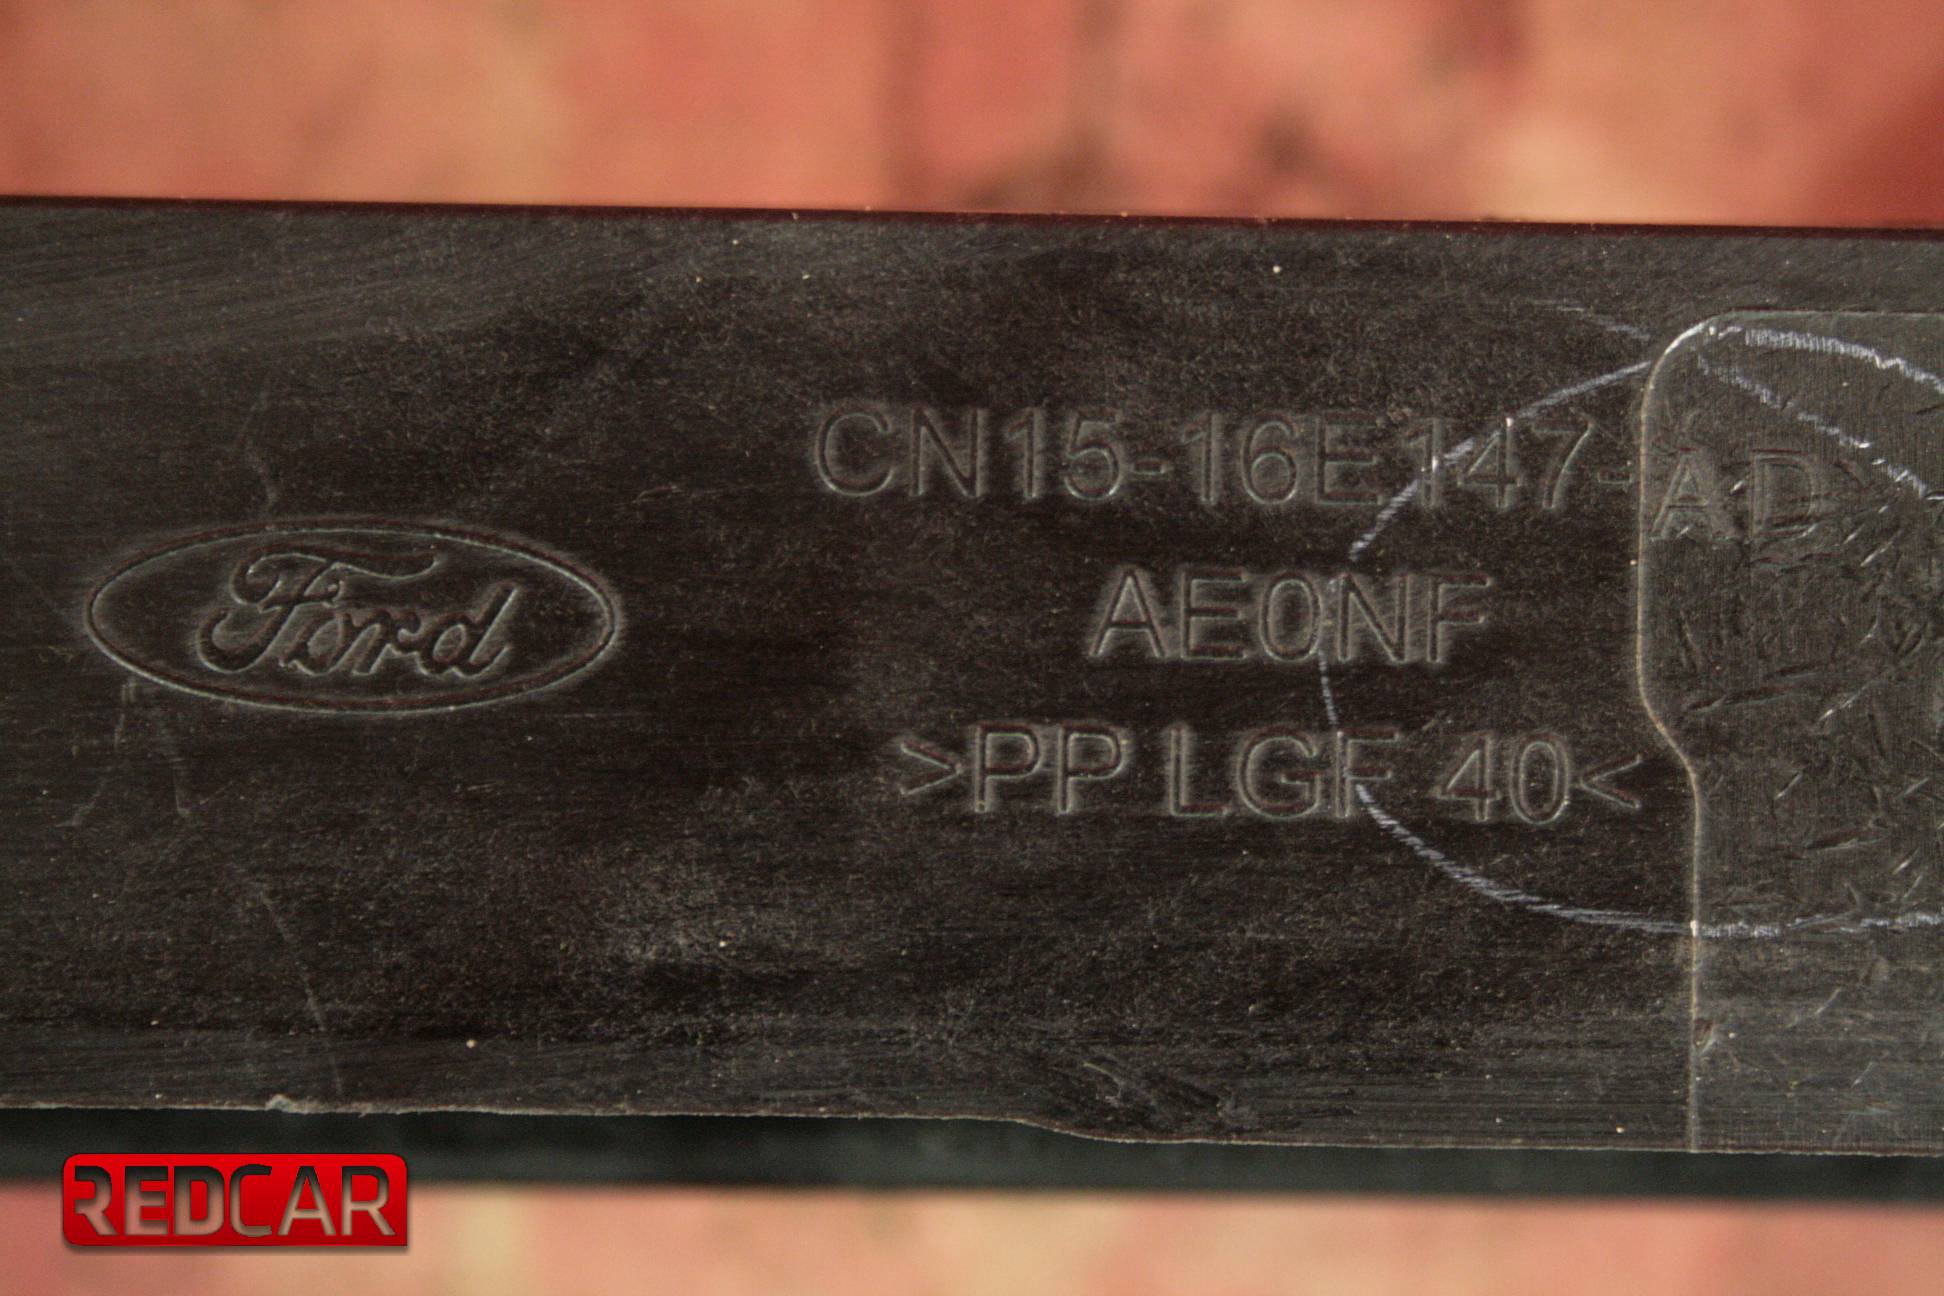 CN15-16E147-AD
AE0NF
Ford
>PP LGF 40<
REDCAR